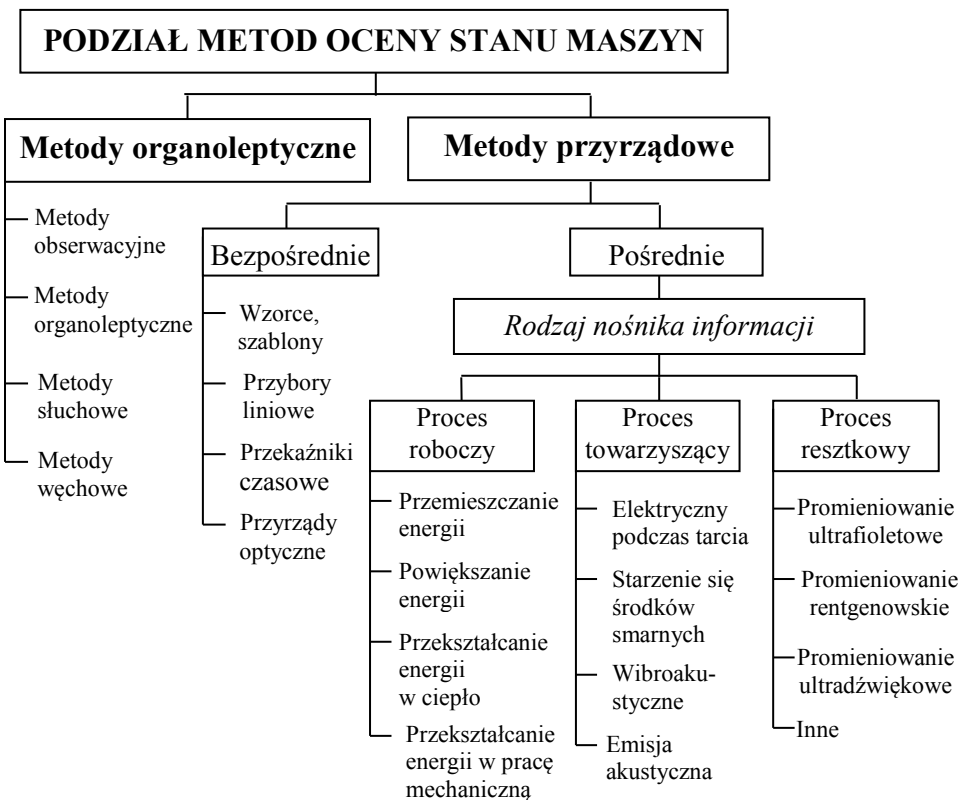 PODZIAŁ METOD OCENY STANU MASZYN
Metody organoleptyczne
Metody
obserwacyjne
Metody
organoleptyczne
Metody
słuchowe
Metody
węchowe
Metody przyrządowe
Bezpośrednie
Wzorce,
szablony
Przybory
liniowe
Przekaźniki
czasowe
Przyrządy
optyczne
Pośrednie
Rodzaj nośnika informacji
Proces
roboczy
Przemieszczanie
energii
Powiększanie
energii
Przekształcanie
energii
w ciepło
Przekształcanie
energii w pracę
mechaniczną
Proces
towarzyszący
Elektryczny
podczas tarcia
Starzenie się
środków
smarnych
Wibroaku-
styczne
Emisja
akustyczna
Proces
resztkowy
Promieniowanie
ultrafioletowe
Promieniowanie
rentgenowskie
Promieniowanie
ultradźwiękowe
Inne